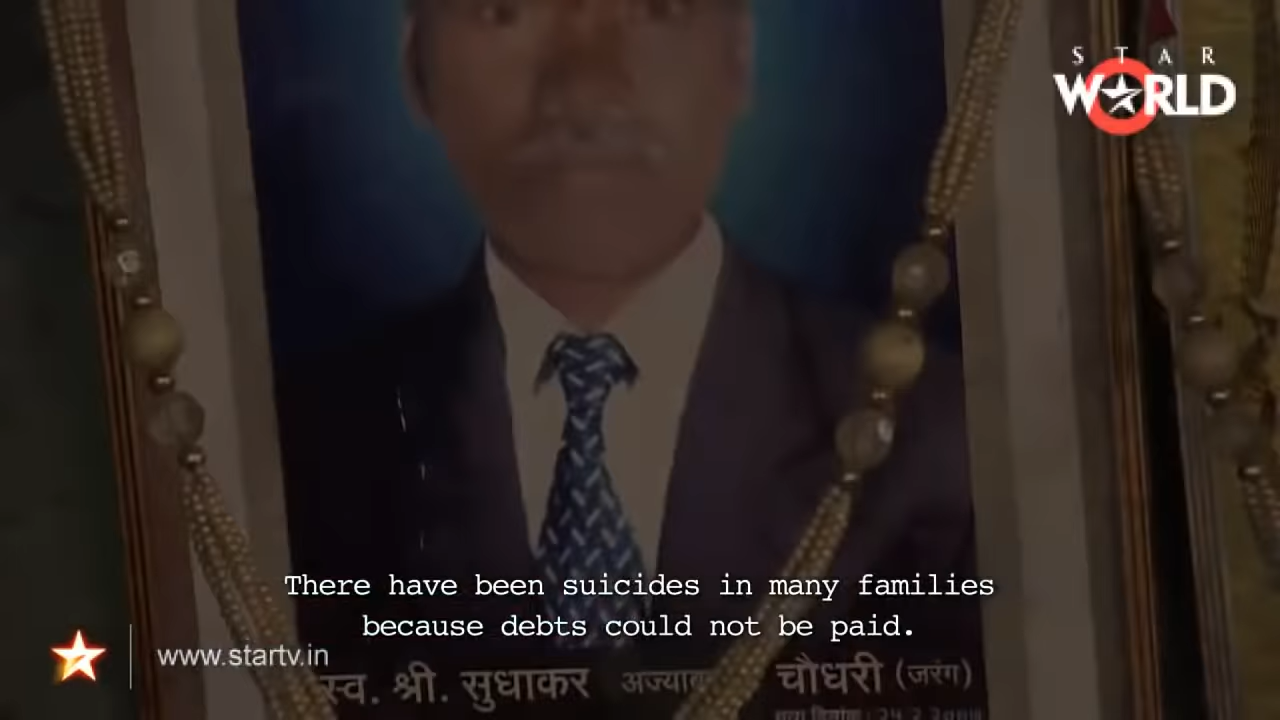 STAR
WORLD
There have been suicides in many families
because debts could not be paid.
www.startv.in
स्व. श्री. सुधाकर चौधरी (जरंग)